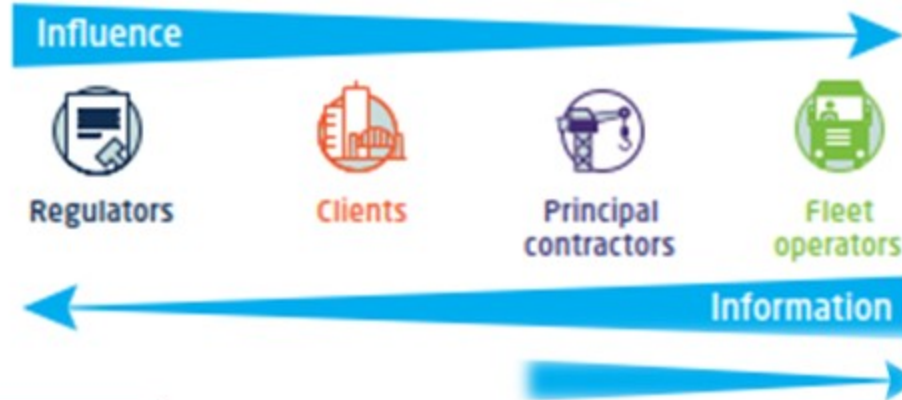 Influence
Regulators
Clients
Principal
contractors
Fleet
operators
Information